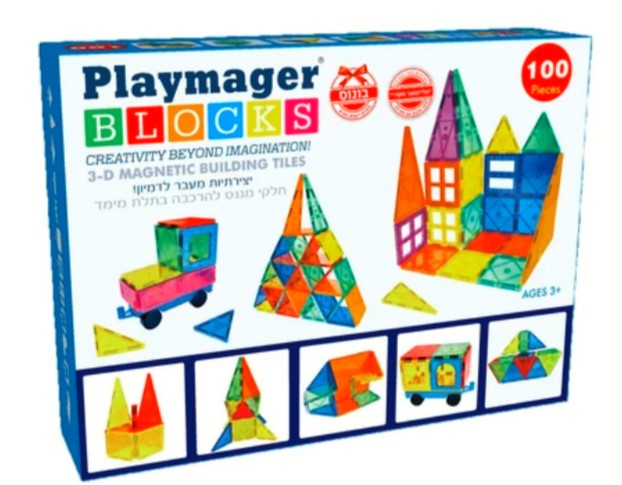 Playmager®
BLOCKS
CREATIVITY BEYOND IMAGINATION!
3-D MAGNETIC BUILDING TILES
יצירתיות מעבר לדמיון!
חלקי מגנט להרכבה בתלת מימד
בונוס
100
Pieces
AGES 3+